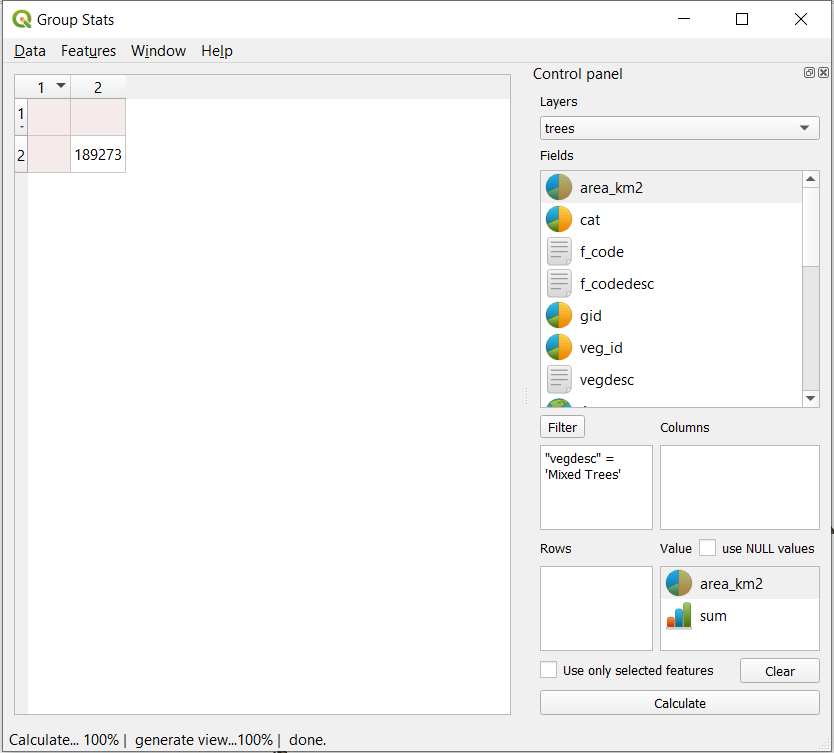 Group Stats
Data Features Window Help
1 2
1
2 189273
Control panel
Layers
trees
Fields
area_km2
cat
f_code
f_codedesc
gid
veg_id
vegdesc
Filter Columns
"vegdesc" =
'Mixed Trees'
Rows Value use NULL values
area_km2
sum
Use only selected features Clear
Calculate
Calculate... 100% | generate view...100% | done.